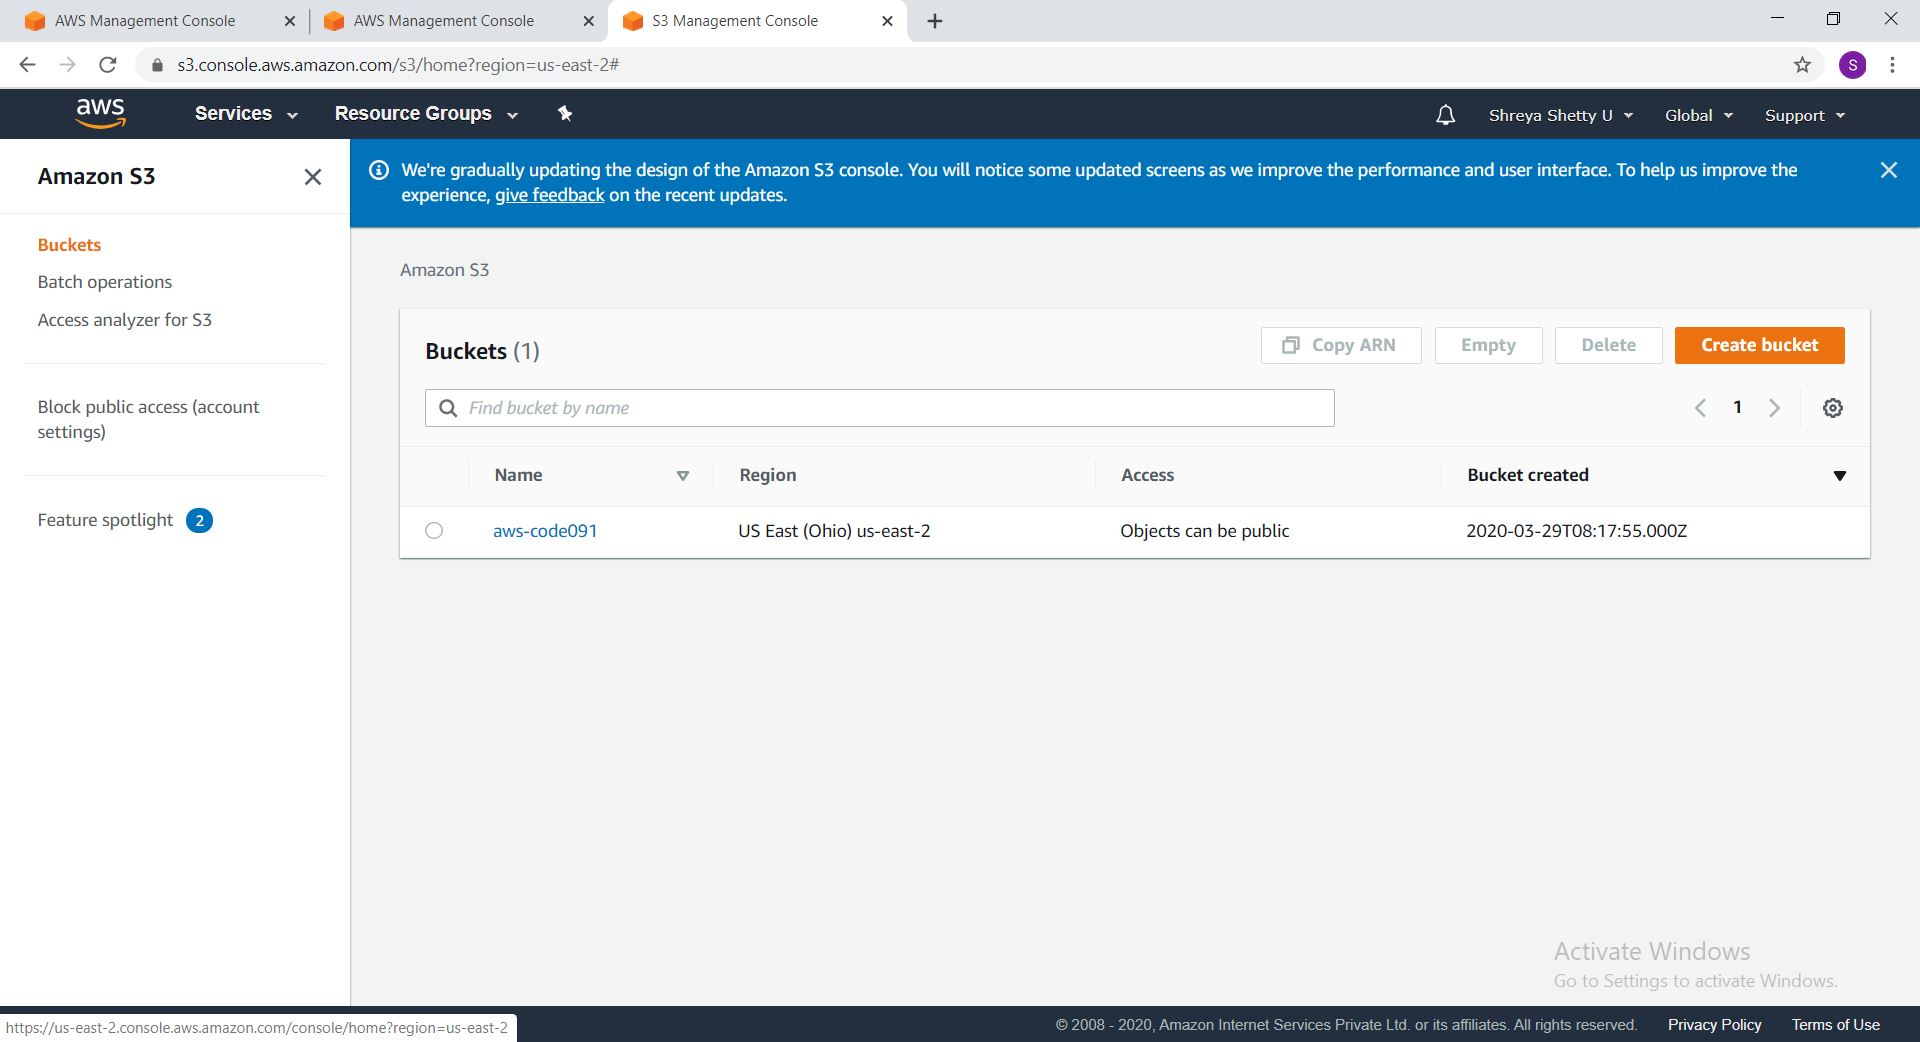 AWS Management Console
AWS Management Console
S3 Management Console
s3.console.aws.amazon.com/s3/home?region=us-east-2#
S
aws
Services
Resource Groups
Shreya Shetty U
Global
Support
Amazon S3
We're gradually updating the design of the Amazon S3 console. You will notice some updated screens as we improve the performance and user interface. To help us improve the
experience, give feedback on the recent updates.
Buckets
Batch operations
Access analyzer for S3
Block public access (account
settings)
Feature spotlight 2
Amazon S3
Buckets (1)
Copy ARN
Empty
Delete
Create bucket
Find bucket by name
1
Name
Region
Access
Bucket created
aws-code091
US East (Ohio) us-east-2
Objects can be public
2020-03-29T08:17:55.000Z
Activate Windows
Go to Settings to activate Windows.
https://us-east-2.console.aws.amazon.com/console/home?region=us-east-2
© 2008 - 2020, Amazon Internet Services Private Ltd. or its affiliates. All rights reserved.
Privacy Policy
Terms of Use